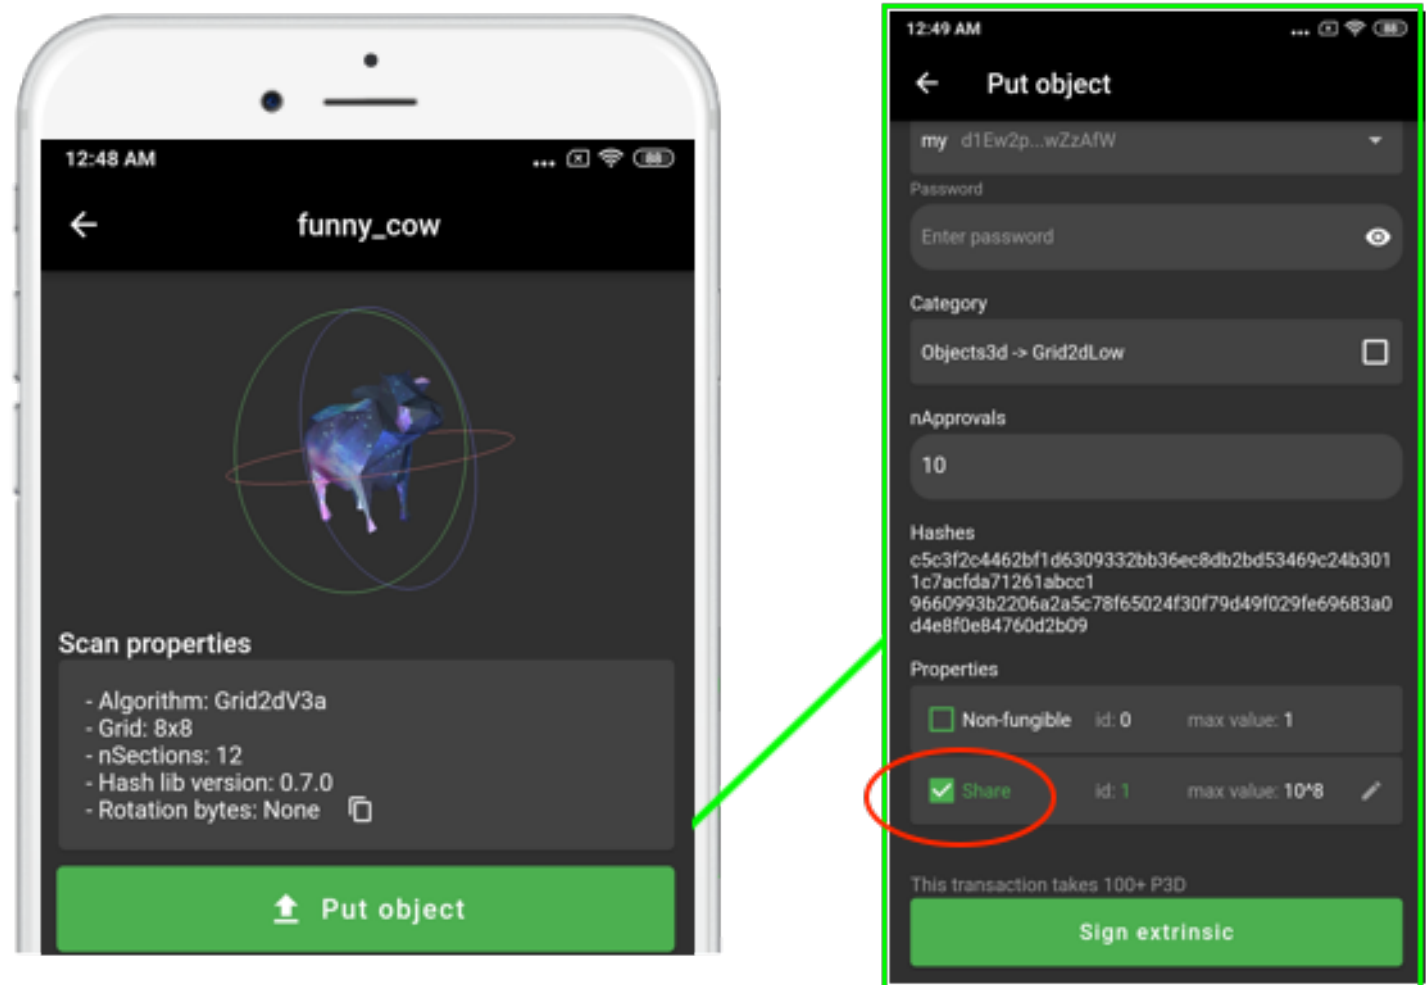 12:48 AM
funny_cow
Scan properties
- Algorithm: Grid2dV3a
- Grid: 8x8
- nSections: 12
- Hash lib version: 0.7.0
- Rotation bytes: None
Put object
12:49 AM
Put object
my d1Ew2p...wZzAfW
Password
Enter password
Category
Objects3d -> Grid2dLow
nApprovals
10
Hashes
c5c3f2c4462bf1d6309332bb36ec8db2bd53469c24b301
1c7acfda71261abcc1
9660993b2206a2a5c78f65024f30f79d49f029fe69683a0
d4e8f0e84760d2b09
Properties
Non-fungible id: 0 max value: 1
Share id: 1 max value: 10^8
This transaction takes 100+ P3D
Sign extrinsic